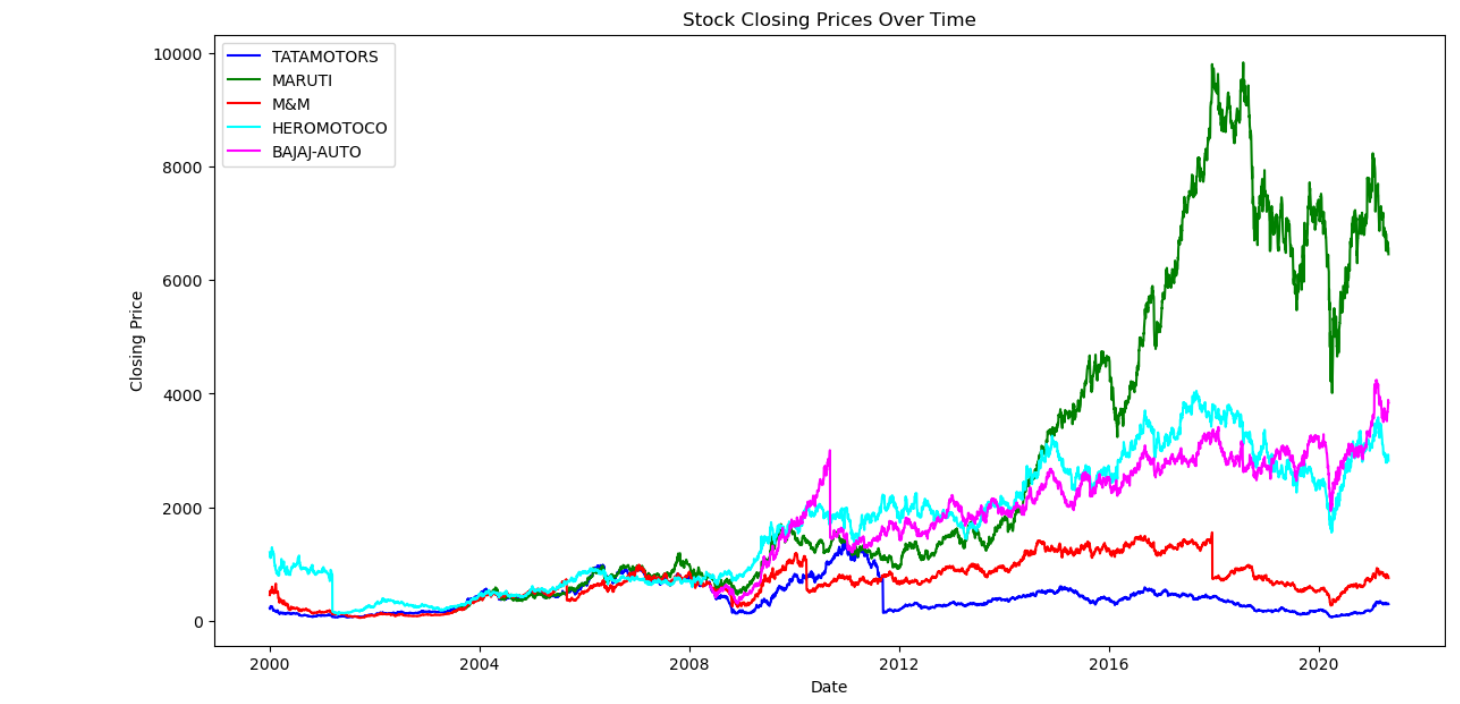 Stock Closing Prices Over Time
TATAMOTORS
MARUTI
M&M
HEROMOTOCO
BAJAJ-AUTO
10000
8000
6000
4000
2000
0
Closing Price
2000 2004 2008 2012 2016 2020
Date